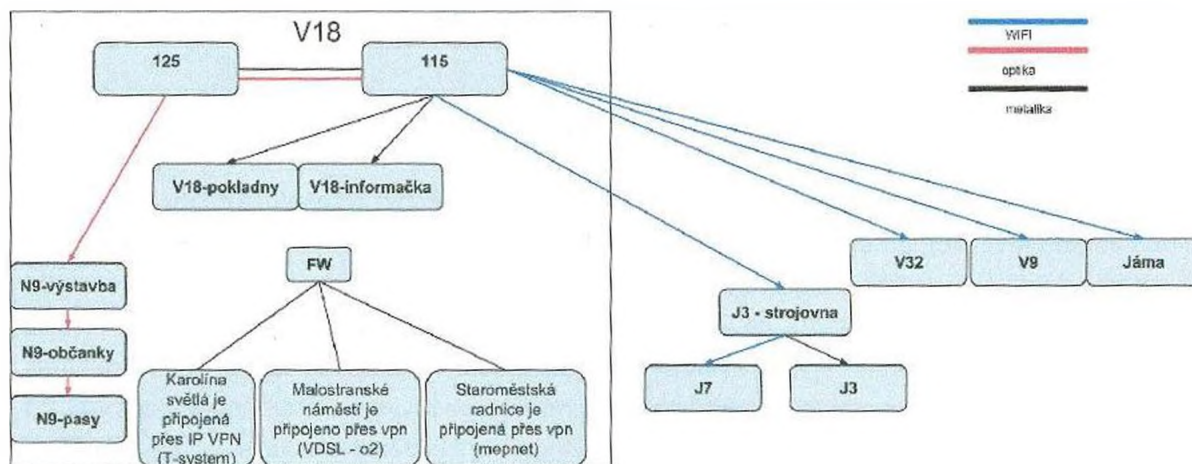 V18
WIFI
optika
metalika
125
115
V18-pokladny
V18-informačka
FW
V32
V9
Jáma
N9-výstavba
J3 - strojovna
N9-občanky
N9-pasy
Karolína
světlá je
připojená
přes IP VPN
(T-system)
Malostranské
náměstí je
připojeno přes vpn
(VDSL - o2)
Staroměstská
radnice je
připojená přes vpn
(mepnet)
J7
J3